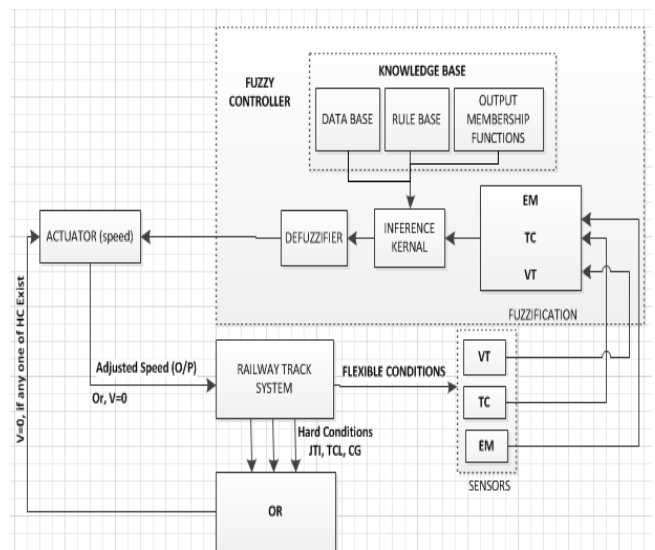 KNOWLEDGE BASE
FUZZY
CONTROLLER
DATA BASE
RULE BASE
OUTPUT
MEMBERSHIP
FUNCTIONS
EM
TC
VT
INFERENCE
KERNAL
DEFUZZIFIER
ACTUATOR (speed)
FUZZIFICATION
V=0, if any one of HC Exist
Adjusted Speed (O/P)
Or, V=0
RAILWAY TRACK
SYSTEM
FLEXIBLE CONDITIONS
VT
TC
EM
SENSORS
Hard Conditions
JTI, TCL, CG
OR